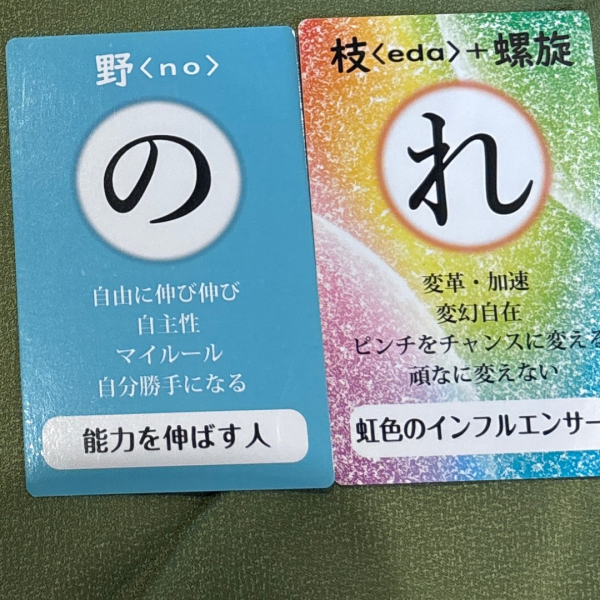 野〈no〉
の
自由に伸び伸び
自主性
マイルール
自分勝手になる
能力を伸ばす人
枝〈eda〉+螺旋
れ
変革・加速
変幻自在
ピンチをチャンスに変える
頑なに変えない
虹色のインフルエンサー